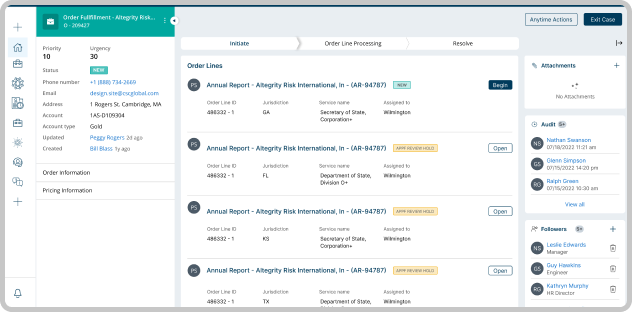 Order Fullfillment - Altegrity Risk...
ID - 209427
Priority Urgency
10 30
Status NEW
Phone number +1 (888) 734-2669
Email design.site@cscglobal.com
Address 1 Rogers St, Cambridge, MA
Account 1AS-D109304
Account type Gold
Updated Peggy Rogers 2d ago
Created Bill Blass 1y ago
Order Information
Pricing Information
Anytime Actions Exit Case
Initiate Order Line Processing Resolve
Order Lines
PS Annual Report - Altegrity Risk International, In - (AR-94787) NEW Begin
Order Line ID Jurisdiction Service name Assigned to
486332 - 1 GA Secretary of State, Wilmington
Corporation+
PS Annual Report - Altegrity Risk International, In - (AR-94787) APPF REVIEW HOLD Open
Order Line ID Jurisdiction Service name Assigned to
486332 - 1 FL Department of State, Wilmington
Division O+
PS Annual Report - Altegrity Risk International, In - (AR-94787) APPF REVIEW HOLD Open
Order Line ID Jurisdiction Service name Assigned to
486332 - 1 KS Secretary of State, Wilmington
Corporation+
PS Annual Report - Altegrity Risk International, In - (AR-94787) APPF REVIEW HOLD Open
Order Line ID Jurisdiction Service name Assigned to
486332 - 1 TX Department of State, Wilmington
Attachments
No Attachments
Audit 5+
NS Nathan Swanson
07/18/2022 11:21 am
GS Glenn Simpson
07/15/2022 14:20 pm
RG Ralph Green
07/15/2022 10:30 am
View all
Followers 5+
NS Leslie Edwards
Manager
GS Guy Hawkins
Engineer
RG Kathryn Murphy
HR Director